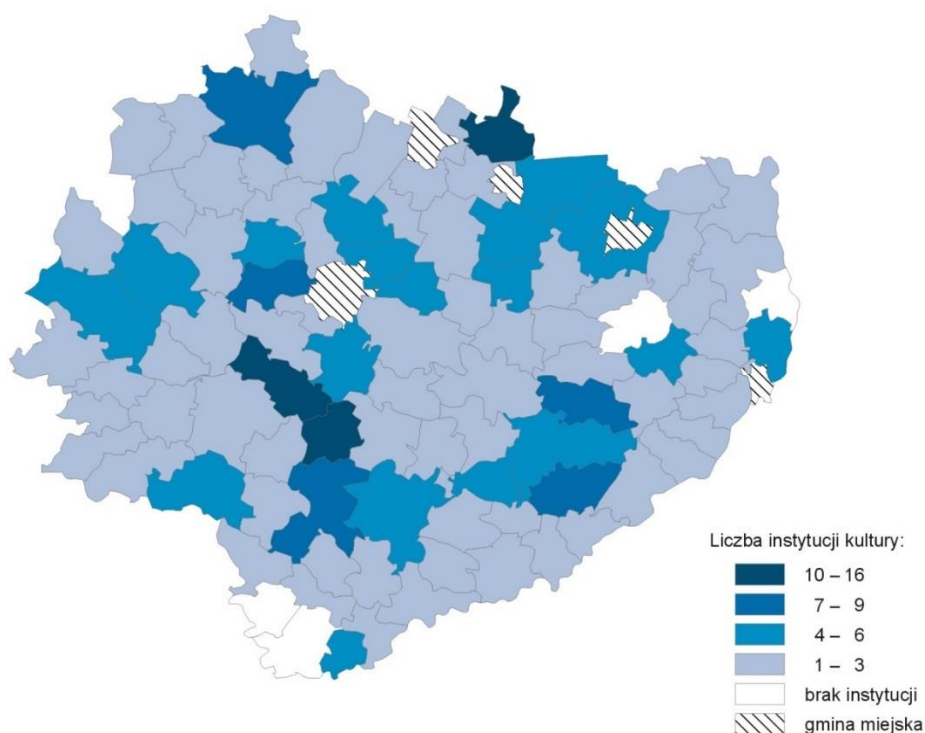 Liczba instytucji kultury:
10 – 16
7 – 9
4 – 6
1 – 3
brak instytucji
gmina miejska